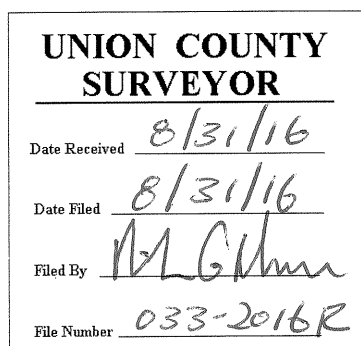 UNION COUNTY
SURVEYOR
Date Received 8/31/16
Date Filed 8/31/16
Filed By
File Number 033-2016R